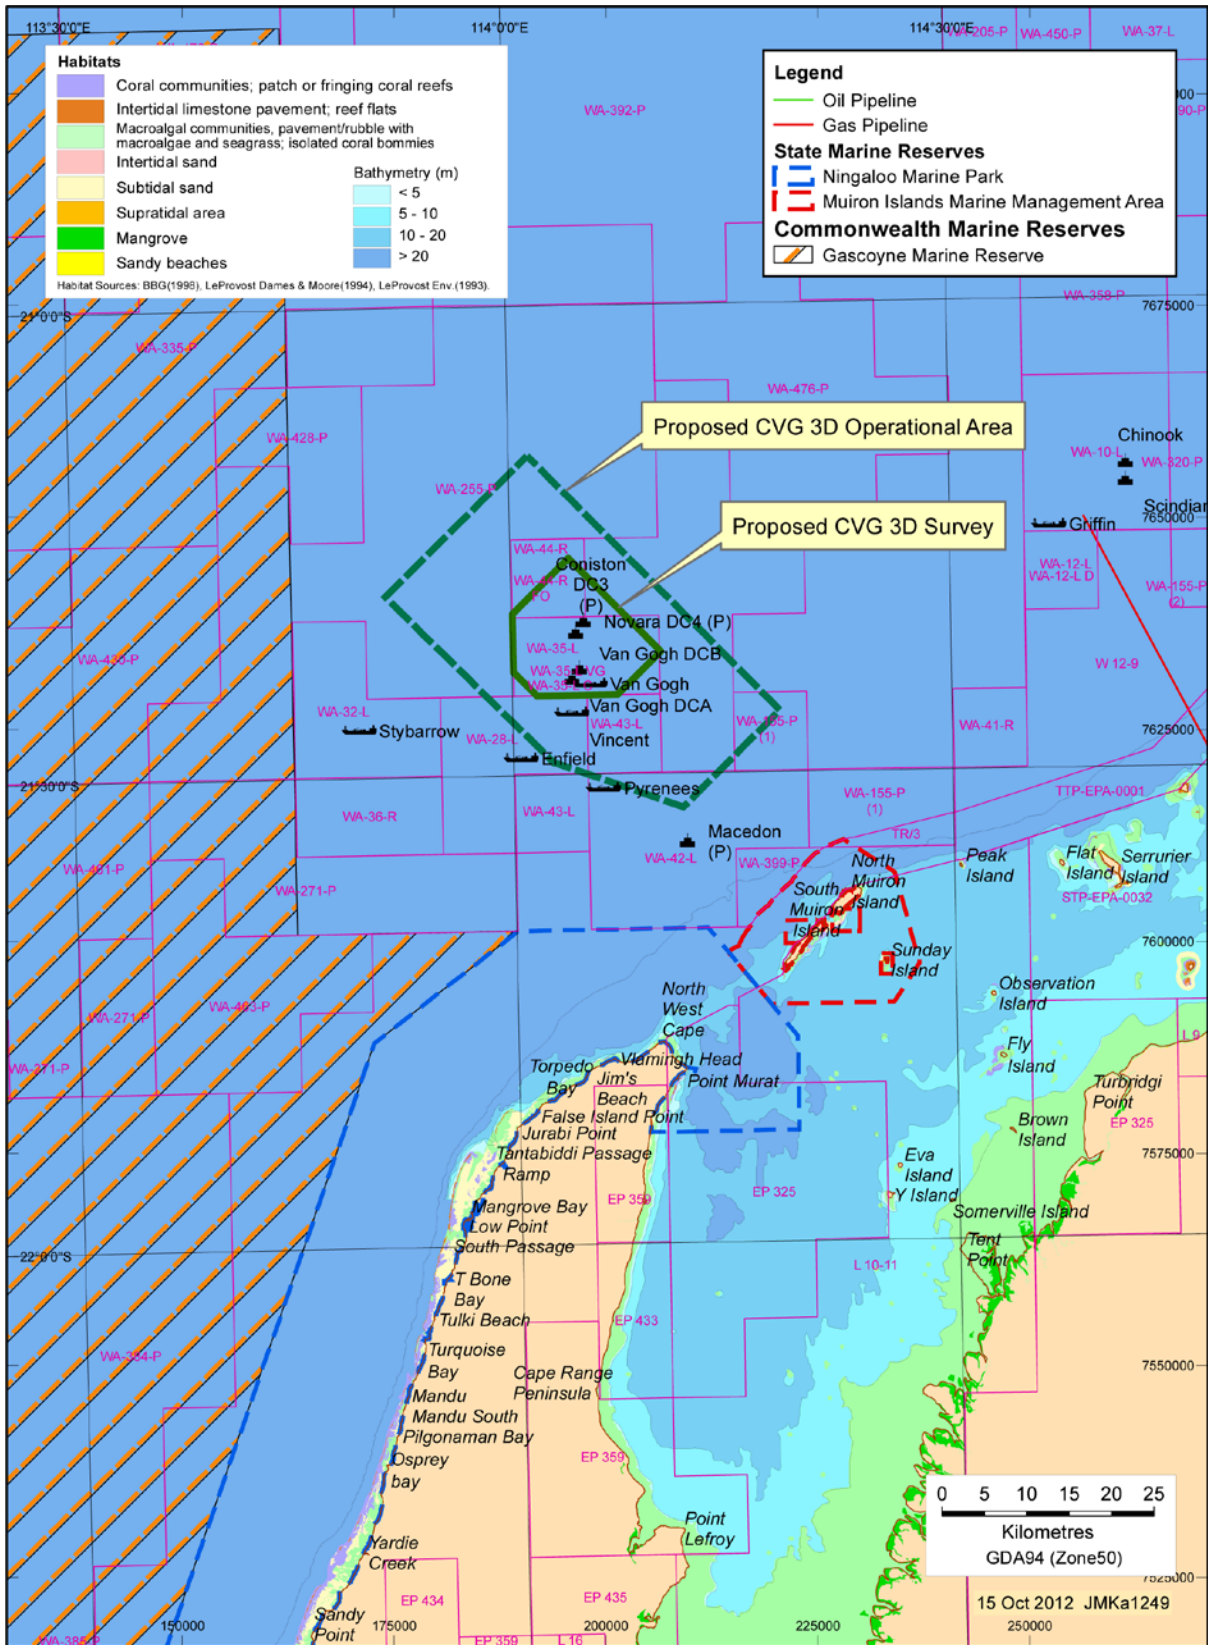 113°30'0"E
114°0'0"E
114°30'0"E
WA-205-P
WA-450-P
WA-37-L
Habitats
Coral communities; patch or fringing coral reefs
Intertidal limestone pavement; reef flats
Macroalgal communities, pavement/rubble with
macroalgae and seagrass; isolated coral bommies
Intertidal sand
Subtidal sand
Supratidal area
Mangrove
Sandy beaches
Bathymetry (m)
< 5
5 - 10
10 - 20
> 20
Habitat Sources: BBG(1998), LeProvost Dames & Moore(1994), LeProvost Env.(1993).
WA-392-P
Legend
Oil Pipeline
Gas Pipeline
State Marine Reserves
Ningaloo Marine Park
Muiron Islands Marine Management Area
Commonwealth Marine Reserves
Gascoyne Marine Reserve
90-P
WA-358-P
21°0'0"S
7675000
WA-335-P
WA-476-P
Proposed CVG 3D Operational Area
WA-428-P
Chinook
WA-10-L
WA-320-P
WA-255-P
Scindian
Proposed CVG 3D Survey
7650000
Griffin
WA-44-R
Coniston
WA-44-R
FO
DC3
(P)
WA-12-L
WA-12-L D
WA-155-P
(2)
Novara DC4 (P)
WA-35-L
Van Gogh DCB
WA-430-P
W 12-9
Van Gogh
WA-32-L
Van Gogh DCA
WA-43-L
WA-155-P
(1)
WA-41-R
Stybarrow
WA-28-L
Vincent
7625000
Enfield
21°30'0"S
Pyrenees
WA-155-P
(1)
TTP-EPA-0001
WA-36-R
WA-43-L
Macedon
(P)
TR/3
WA-42-L
WA-399-P
North
Muiron
Island
Peak
Island
Flat
Island
Serrurier
Island
WA-461-P
WA-271-P
South
Muiron
Island
STP-EPA-0032
7600000
Sunday
Island
Observation
Island
North
West
Cape
WA-271-P
WA-463-P
WA-271-P
Fly
Island
L 9
Vlamingh Head
Torpedo
Bay
Jim's
Beach
Point Murat
Turbridgi
Point
False Island Point
EP 325
Brown
Island
Jurabi Point
Tantabiddi Passage
Ramp
7575000
Eva
Island
Y Island
EP 359
EP 325
Mangrove Bay
Low Point
South Passage
Somerville Island
Tent
Point
22°0'0"S
L 10-11
T Bone
Bay
Tulki Beach
EP 433
WA-384-P
Turquoise
Bay
Cape Range
Peninsula
7550000
Mandu
Mandu South
Pilgonaman Bay
Osprey
bay
EP 359
0 5 10 15 20 25
Kilometres
GDA94 (Zone50)
Point
Lefroy
Yardie
Creek
7525000
EP 434
EP 435
15 Oct 2012 JMKa1249
Sandy
Point
WA-385-P
150000
175000
200000
225000
250000
EP 359
L 16